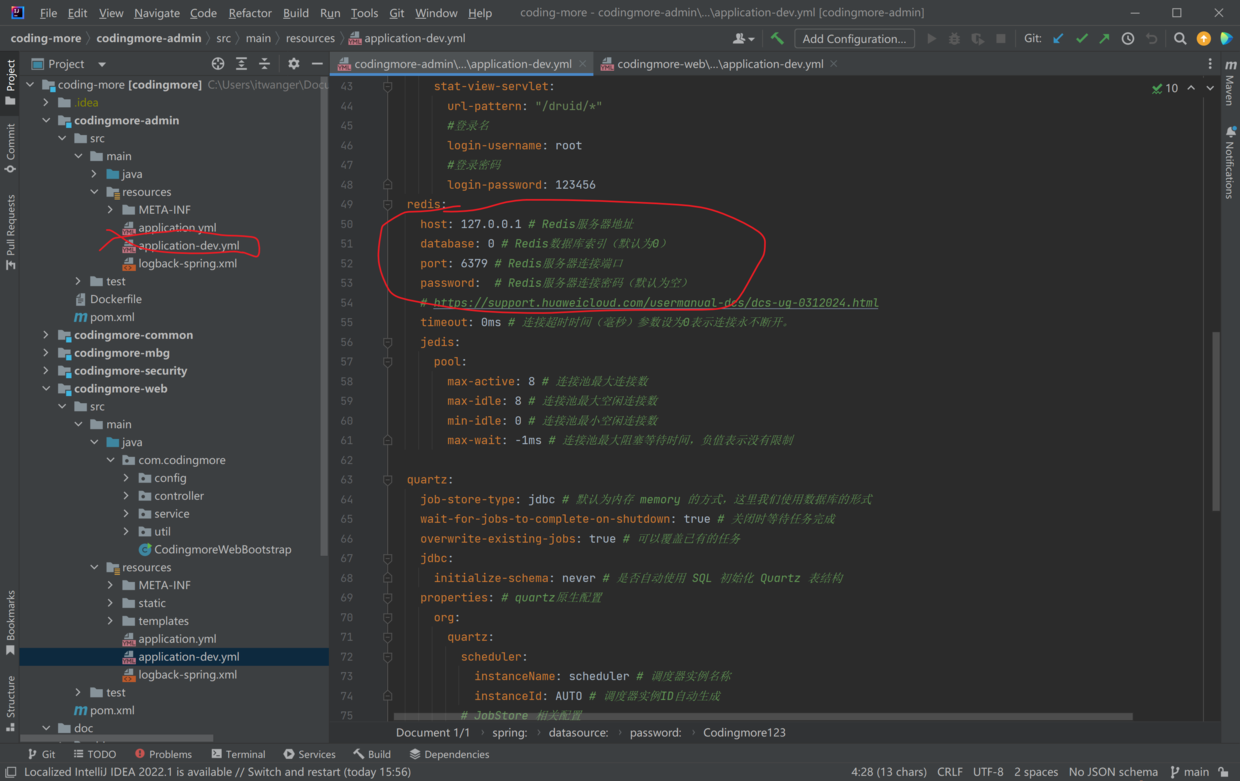 File Edit View Navigate Code Refactor Build Run Tools Git Window Help coding-more - codingmore-admin\...\application-dev.yml [codingmore-admin]
coding-more codingmore-admin src main resources application-dev.yml Add Configuration... Git:
Project
codingmore-admin\...\application-dev.yml
codingmore-web\...\application-dev.yml
Project
Commit
Pull Requests
Bookmarks
Structure
coding-more [codingmore] C:\Users\itwanger\Docu
.idea
codingmore-admin
src
main
java
resources
META-INF
application.yml
application-dev.yml
logback-spring.xml
test
Dockerfile
pom.xml
codingmore-common
codingmore-mbg
codingmore-security
codingmore-web
src
main
java
com.codingmore
config
controller
service
util
CodingmoreWebBootstrap
resources
META-INF
static
templates
application.yml
application-dev.yml
logback-spring.xml
test
pom.xml
doc
10
43 stat-view-servlet:
44 url-pattern: "/druid/*"
45 #登录名
46 login-username: root
47 #登录密码
48 login-password: 123456
49 redis:
50 host: 127.0.0.1 # Redis服务器地址
51 database: 0 # Redis数据库索引（默认为0）
52 port: 6379 # Redis服务器连接端口
53 password: # Redis服务器连接密码（默认为空）
54 # https://support.huaweicloud.com/usermanual-dcs/dcs-ug-0312024.html
55 timeout: 0ms # 连接超时时间（毫秒）参数设为0表示连接永不断开。
56 jedis:
57 pool:
58 max-active: 8 # 连接池最大连接数
59 max-idle: 8 # 连接池最大空闲连接数
60 min-idle: 0 # 连接池最小空闲连接数
61 max-wait: -1ms # 连接池最大阻塞等待时间，负值表示没有限制
62
63 quartz:
64 job-store-type: jdbc # 默认为内存 memory 的方式，这里我们使用数据库的形式
65 wait-for-jobs-to-complete-on-shutdown: true # 关闭时等待任务完成
66 overwrite-existing-jobs: true # 可以覆盖已有的任务
67 jdbc:
68 initialize-schema: never # 是否自动使用 SQL 初始化 Quartz 表结构
69 properties: # quartz原生配置
70 org:
71 quartz:
72 scheduler:
73 instanceName: scheduler # 调度器实例名称
74 instanceId: AUTO # 调度器实例ID自动生成
75 # JobStore 相关配置
Maven
Notifications
Document 1/1 spring: datasource: password: Codingmore123
Git TODO Problems Terminal Services Build Dependencies
Localized IntelliJ IDEA 2022.1 is available // Switch and restart (today 15:56) 4:28 (13 chars) CRLF UTF-8 2 spaces No JSON schema main